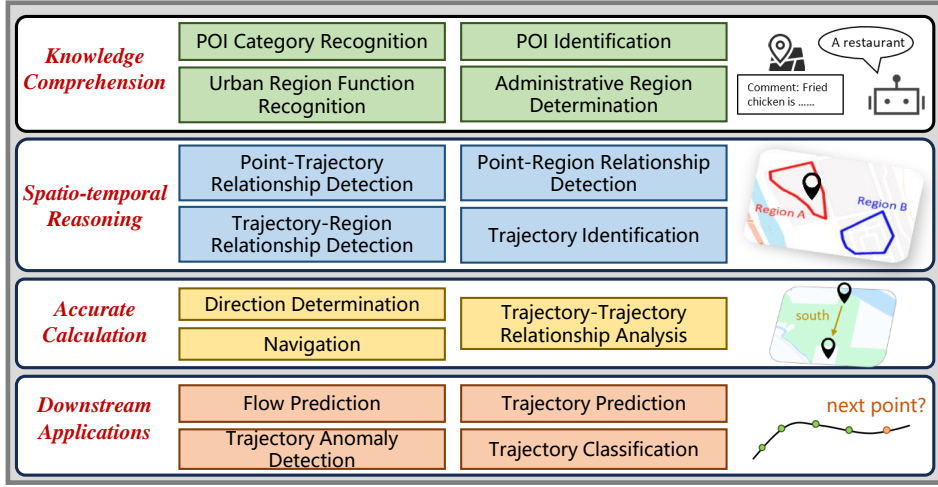 Knowledge
Comprehension
POI Category Recognition
POI Identification
Urban Region Function
Recognition
Administrative Region
Determination
A restaurant
Comment: Fried
chicken is ......
Spatio-temporal
Reasoning
Point-Trajectory
Relationship Detection
Point-Region Relationship
Detection
Trajectory-Region
Relationship Detection
Trajectory Identification
Region A
Region B
Accurate
Calculation
Direction Determination
Navigation
Trajectory-Trajectory
Relationship Analysis
south
Downstream
Applications
Flow Prediction
Trajectory Prediction
Trajectory Anomaly
Detection
Trajectory Classification
next point?